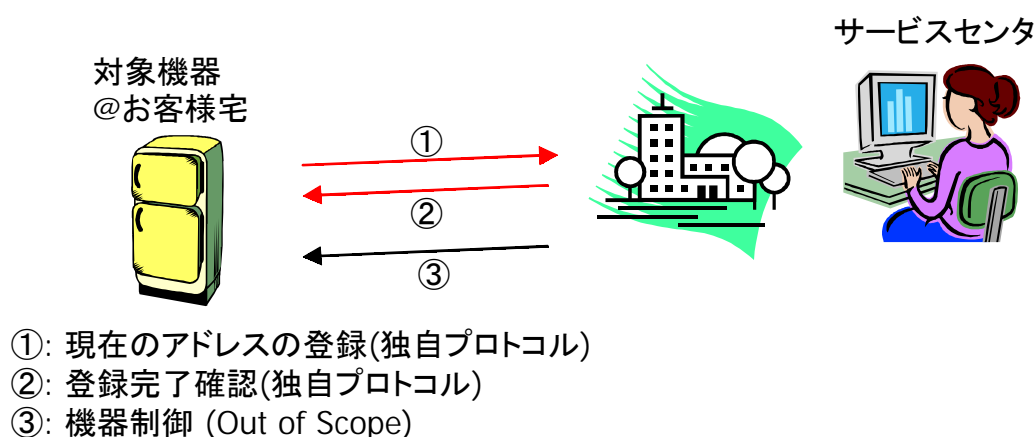 サービスセンタ
対象機器
@お客様宅
①
②
③
①: 現在のアドレスの登録(独自プロトコル)
②: 登録完了確認(独自プロトコル)
③: 機器制御 (Out of Scope)